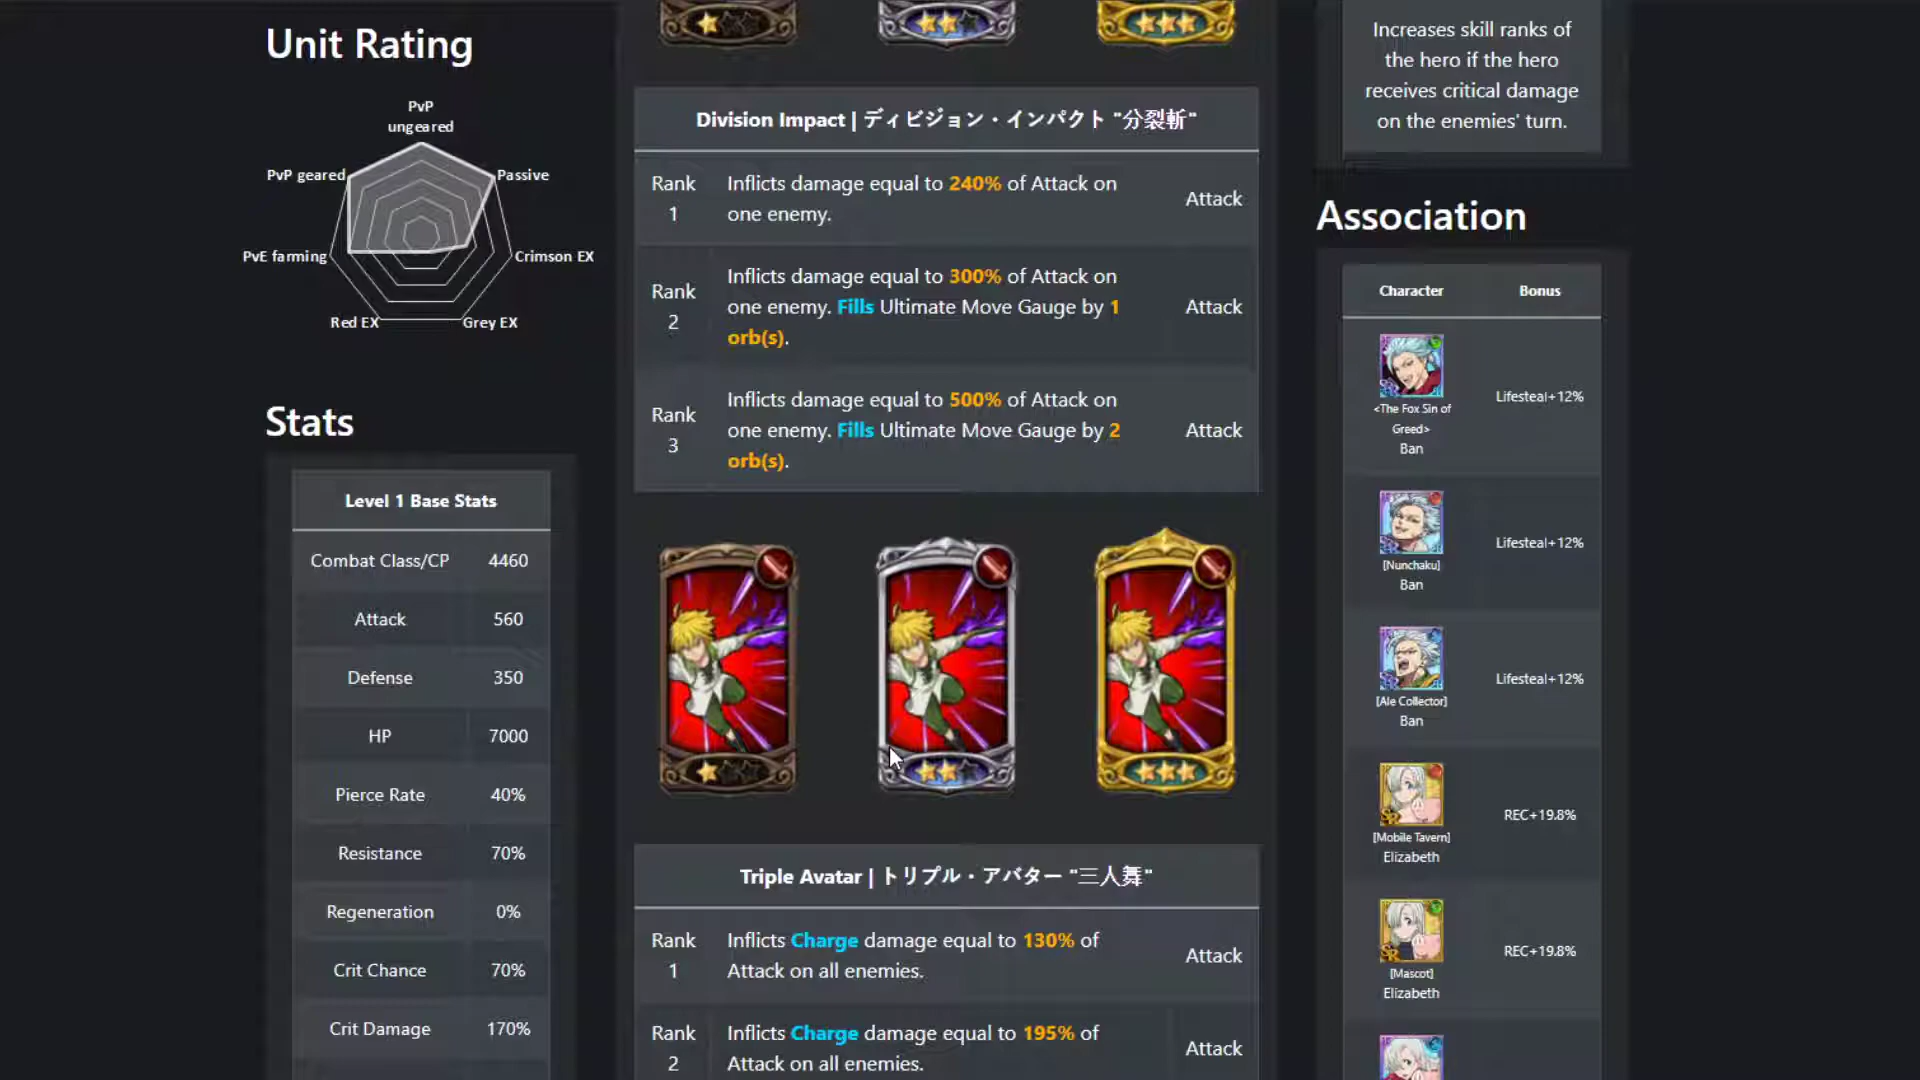 Unit Rating
PvP
ungeared
PvP geared
Passive
PvE farming
Crimson EX
Red EX
Grey EX
Stats
Level 1 Base Stats
Combat Class/CP 4460
Attack 560
Defense 350
HP 7000
Pierce Rate 40%
Resistance 70%
Regeneration 0%
Crit Chance 70%
Crit Damage 170%
Division Impact | ディビジョン・インパクト "分裂斬"
Rank
1
Inflicts damage equal to 240% of Attack on
one enemy.
Attack
Rank
2
Inflicts damage equal to 300% of Attack on
one enemy. Fills Ultimate Move Gauge by 1
orb(s).
Attack
Rank
3
Inflicts damage equal to 500% of Attack on
one enemy. Fills Ultimate Move Gauge by 2
orb(s).
Attack
Triple Avatar | トリプル・アバター "三人舞"
Rank
1
Inflicts Charge damage equal to 130% of
Attack on all enemies.
Attack
Rank
2
Inflicts Charge damage equal to 195% of
Attack on all enemies.
Attack
Increases skill ranks of
the hero if the hero
receives critical damage
on the enemies' turn.
Association
Character Bonus
<The Fox Sin of
Greed>
Ban
Lifesteal+12%
[Nunchaku]
Ban
Lifesteal+12%
[Ale Collector]
Ban
Lifesteal+12%
SR
[Mobile Tavern]
Elizabeth
REC+19.8%
SR
[Mascot]
Elizabeth
REC+19.8%